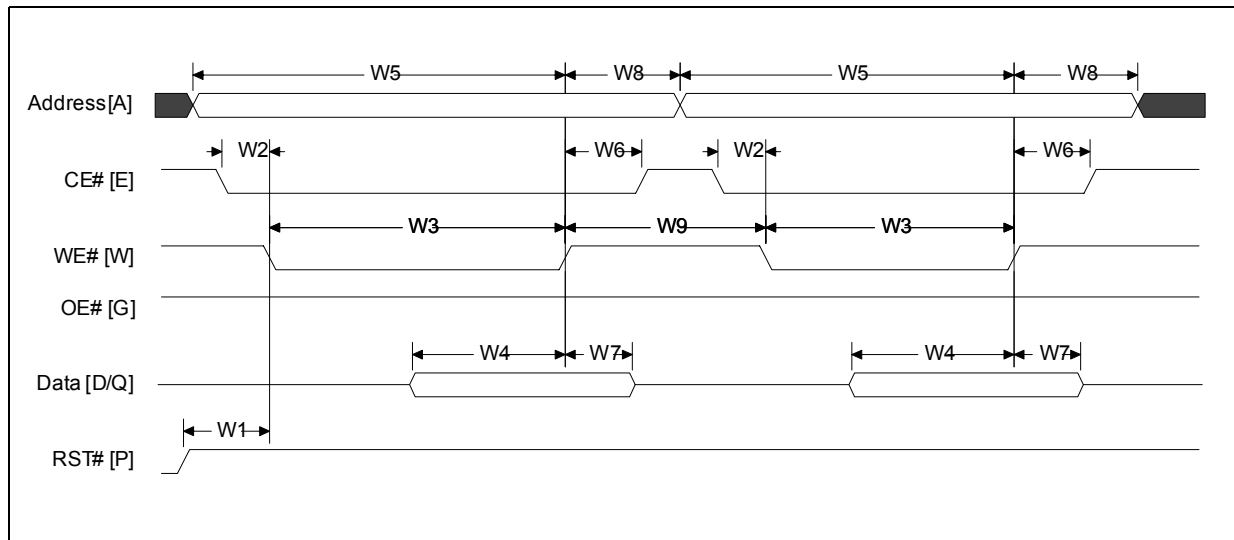 W5 W8 W5 W8
Address [A]
W2 W6 W2 W6
CE# [E]
W3 W9 W3
WE# [W]
OE# [G]
W4 W7 W4 W7
Data [D/Q]
W1
RST# [P]